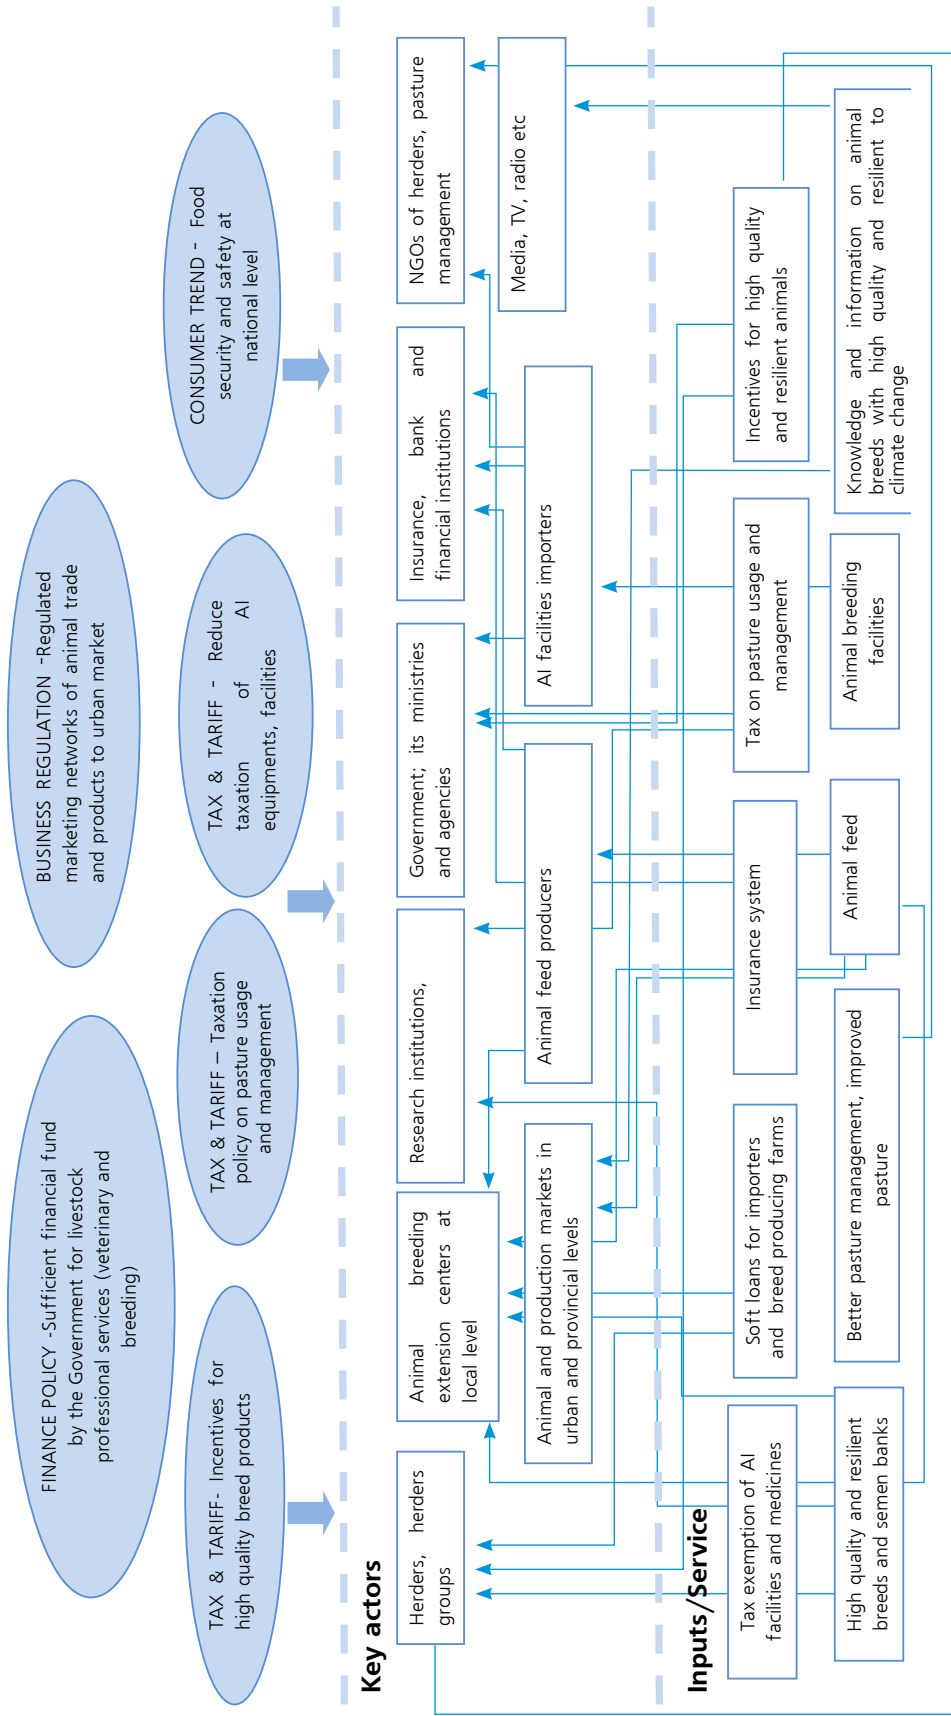 FINANCE POLICY -Sufficient financial fund
by the Government for livestock
professional services (veterinary and
breeding)
BUSINESS REGULATION -Regulated
marketing networks of animal trade
and products to urban market
TAX & TARIFF- Incentives for
high quality breed products
TAX & TARIFF – Taxation
policy on pasture usage
and management
TAX & TARIFF - Reduce
taxation of AI
equipments, facilities
CONSUMER TREND - Food
security and safety at
national level
Key actors
Herders, herders
groups
Animal breeding
extension centers at
local level
Research institutions,
Government; its ministries
and agencies
Insurance, bank and
financial institutions
NGOs of herders, pasture
management
Animal and production markets in
urban and provincial levels
Animal feed producers
AI facilities importers
Media, TV, radio etc
Inputs/Service
Tax exemption of AI
facilities and medicines
Soft loans for importers
and breed producing farms
Insurance system
Tax on pasture usage and
management
Incentives for high quality
and resilient animals
High quality and resilient
breeds and semen banks
Better pasture management, improved
pasture
Animal feed
Animal breeding
facilities
Knowledge and information on animal
breeds with high quality and resilient to
climate change